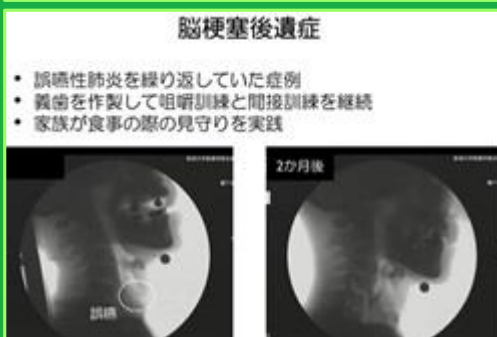 脳梗塞後遺症
• 誤嚥性肺炎を繰り返していた症例
• 義歯を作製して咀嚼訓練と間接訓練を継続
• 家族が食事の際の見守りを実践
2か月後
誤嚥